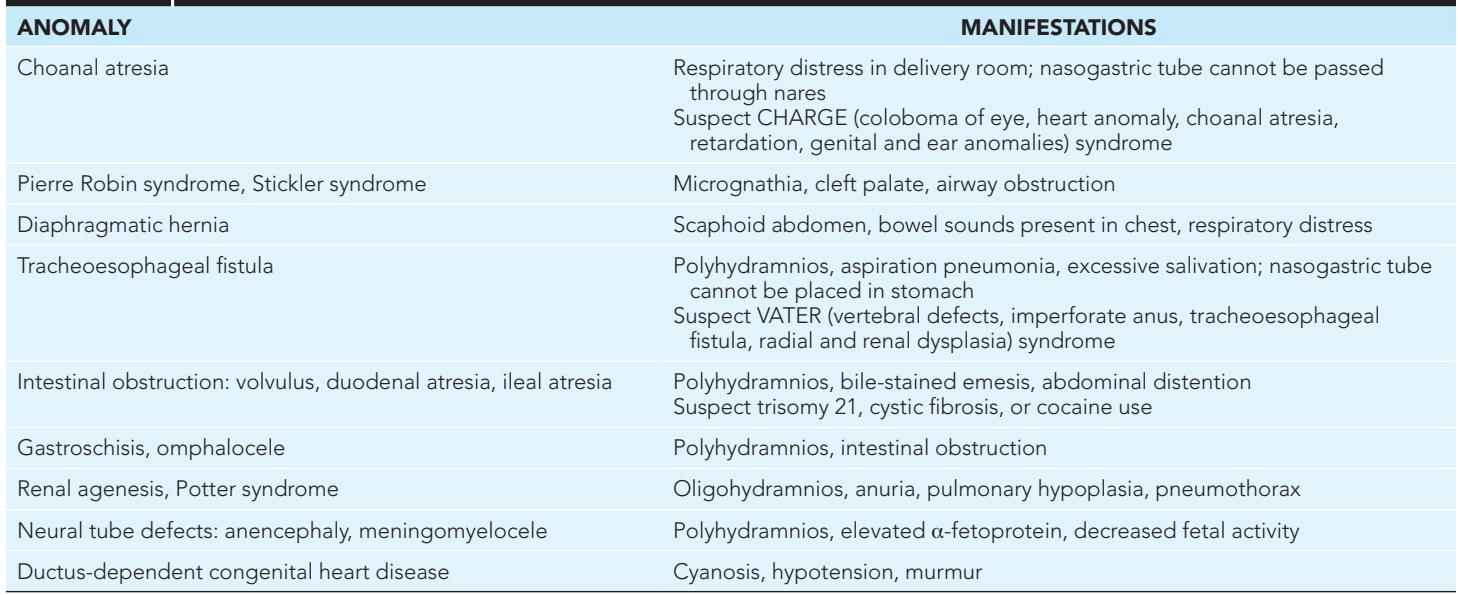 ANOMALY MANIFESTATIONS
Choanal atresia Respiratory distress in delivery room; nasogastric tube cannot be passed
through nares
Suspect CHARGE (coloboma of eye, heart anomaly, choanal atresia,
retardation, genital and ear anomalies) syndrome
Pierre Robin syndrome, Stickler syndrome Micrognathia, cleft palate, airway obstruction
Diaphragmatic hernia Scaphoid abdomen, bowel sounds present in chest, respiratory distress
Tracheoesophageal fistula Polyhydramnios, aspiration pneumonia, excessive salivation; nasogastric tube
cannot be placed in stomach
Suspect VATER (vertebral defects, imperforate anus, tracheoesophageal
fistula, radial and renal dysplasia) syndrome
Intestinal obstruction: volvulus, duodenal atresia, ileal atresia Polyhydramnios, bile-stained emesis, abdominal distention
Suspect trisomy 21, cystic fibrosis, or cocaine use
Gastroschisis, omphalocele Polyhydramnios, intestinal obstruction
Renal agenesis, Potter syndrome Oligohydramnios, anuria, pulmonary hypoplasia, pneumothorax
Neural tube defects: anencephaly, meningomyelocele Polyhydramnios, elevated α-fetoprotein, decreased fetal activity
Ductus-dependent congenital heart disease Cyanosis, hypotension, murmur